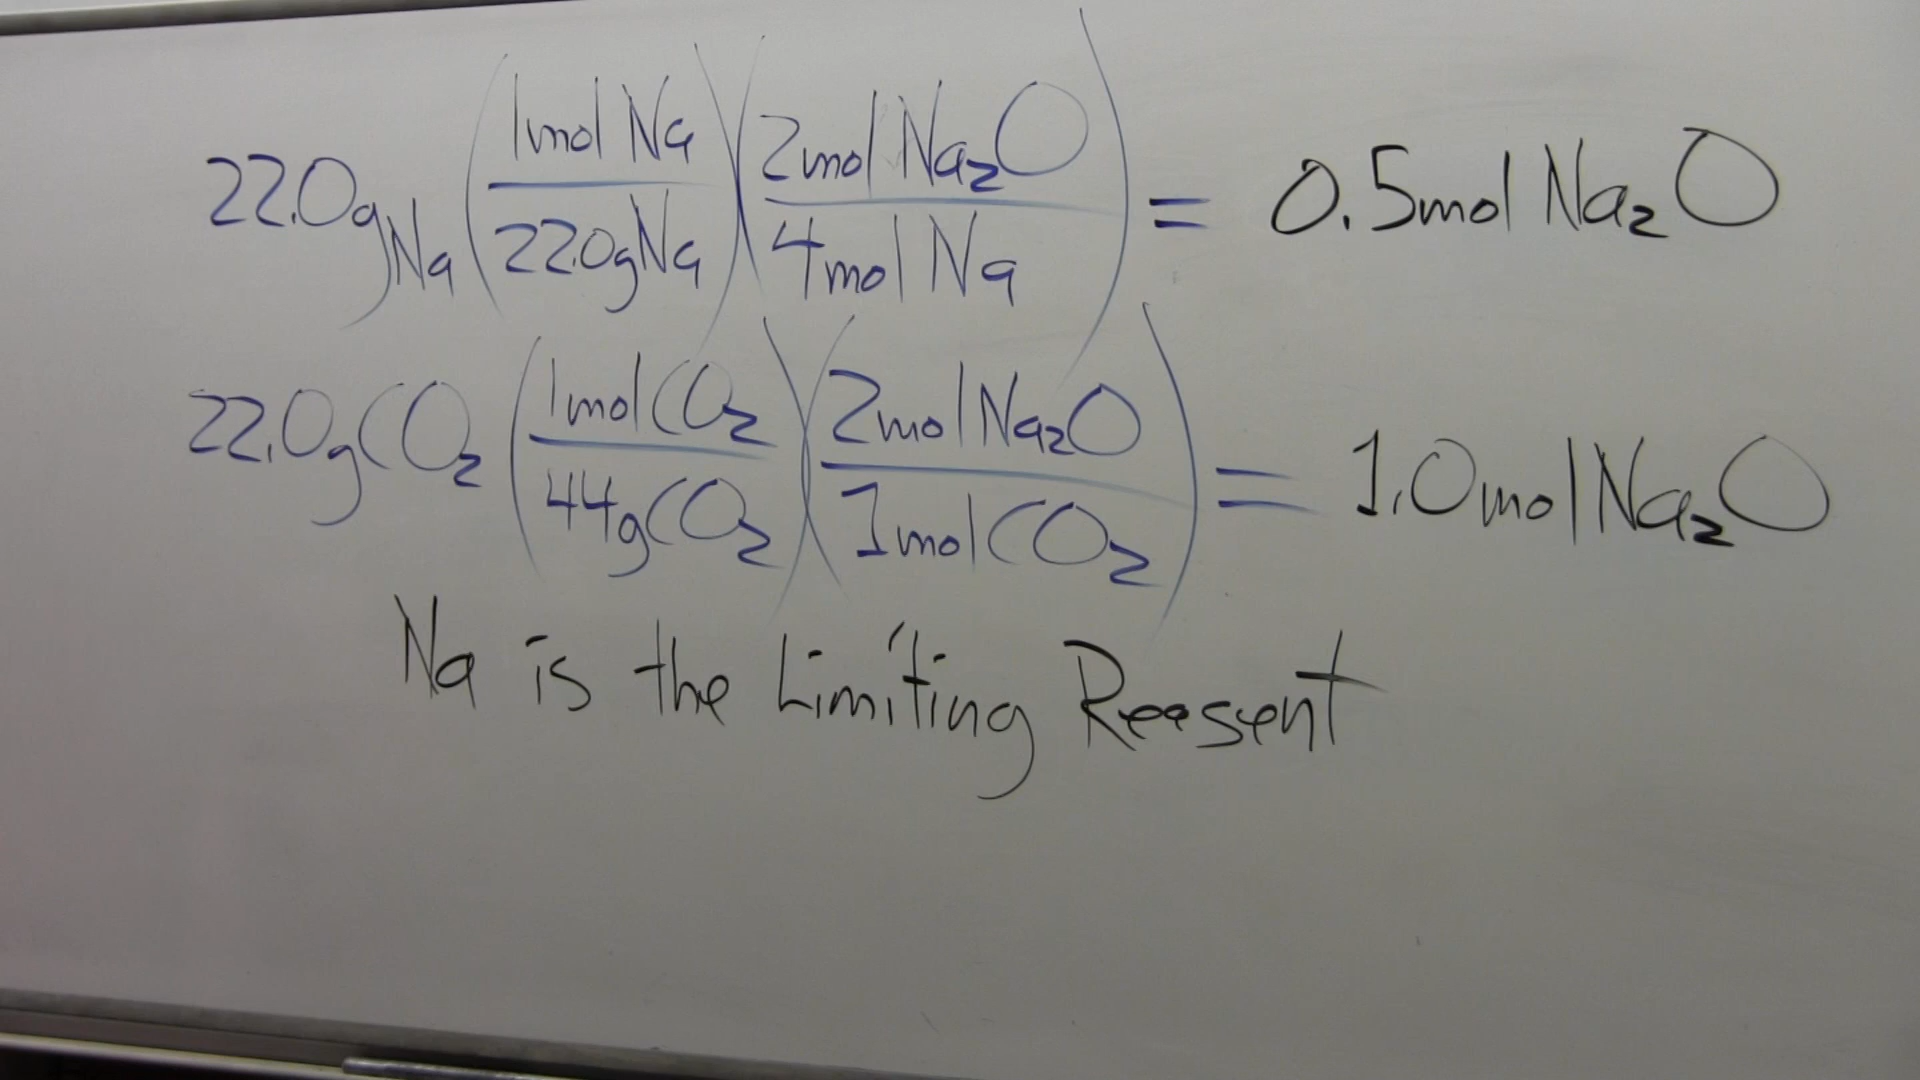 22.0g Na (1mol Na / 22.0g Na)(2mol Na₂O / 4mol Na) = 0.5mol Na₂O
22.0g CO₂ (1mol CO₂ / 44g CO₂)(2mol Na₂O / 1mol CO₂) = 1.0mol Na₂O
Na is the Limiting Reagent